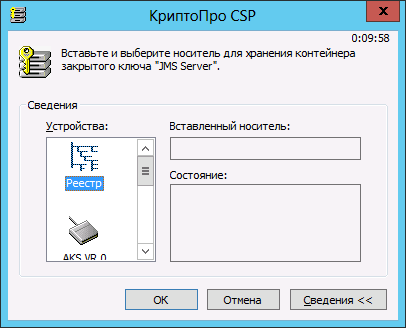 КриптоПро CSP
x
0:09:58
Вставьте и выберите носитель для хранения контейнера
закрытого ключа "JMS Server".
Сведения
Устройства:
Вставленный носитель:
Реестр
Состояние:
AKS VR 0
ОК
Отмена
Сведения <<